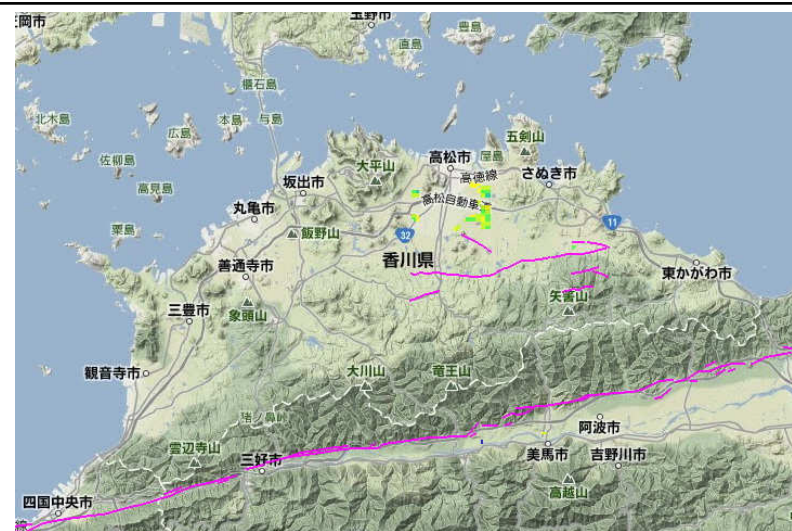 玉野市
豊島
直島
櫃石島
北木島
本島
与島
広島
五剣山
屋島
佐柳島
大平山
高松市
高徳線
さぬき市
高見島
坂出市
高松自動車
丸亀市
粟島
飯野山
32
11
善通寺市
香川県
東かがわ市
三豊市
象頭山
大川山
竜王山
観音寺市
猪ノ鼻峠
阿波市
雲辺寺山
三好市
美馬市
吉野川市
高越山
四国中央市
線